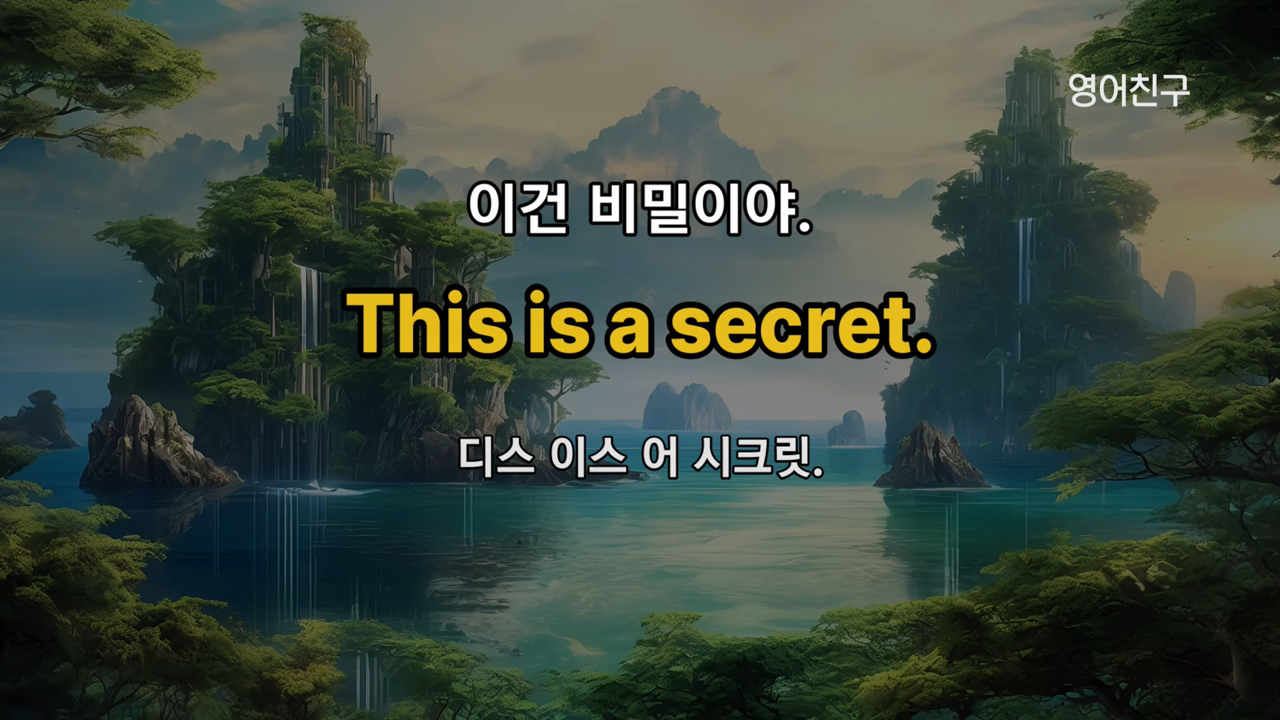 영어친구
이건 비밀이야.
This is a secret.
디스 이스 어 시크릿.